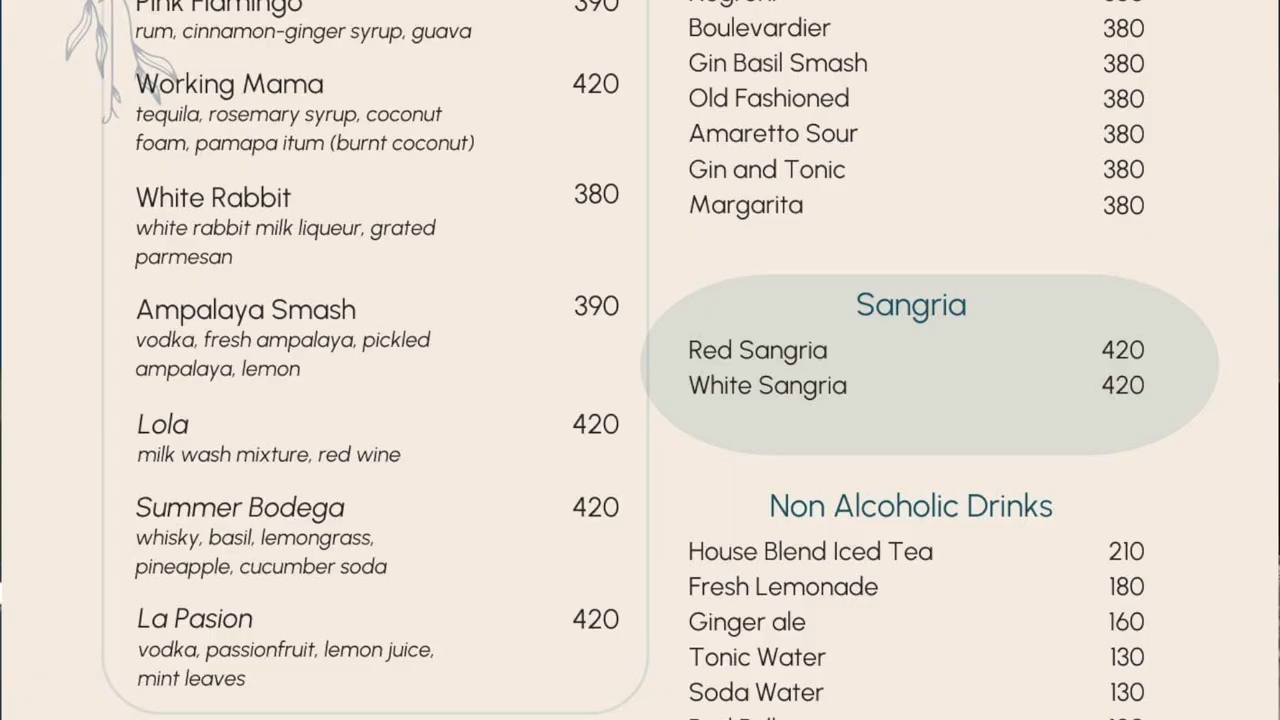 Pink Flamingo 390
rum, cinnamon-ginger syrup, guava
Working Mama 420
tequila, rosemary syrup, coconut
foam, pamapa itum (burnt coconut)
White Rabbit 380
white rabbit milk liqueur, grated
parmesan
Ampalaya Smash 390
vodka, fresh ampalaya, pickled
ampalaya, lemon
Lola 420
milk wash mixture, red wine
Summer Bodega 420
whisky, basil, lemongrass,
pineapple, cucumber soda
La Pasion 420
vodka, passionfruit, lemon juice,
mint leaves
Boulevardier 380
Gin Basil Smash 380
Old Fashioned 380
Amaretto Sour 380
Gin and Tonic 380
Margarita 380
Sangria
Red Sangria 420
White Sangria 420
Non Alcoholic Drinks
House Blend Iced Tea 210
Fresh Lemonade 180
Ginger ale 160
Tonic Water 130
Soda Water 130